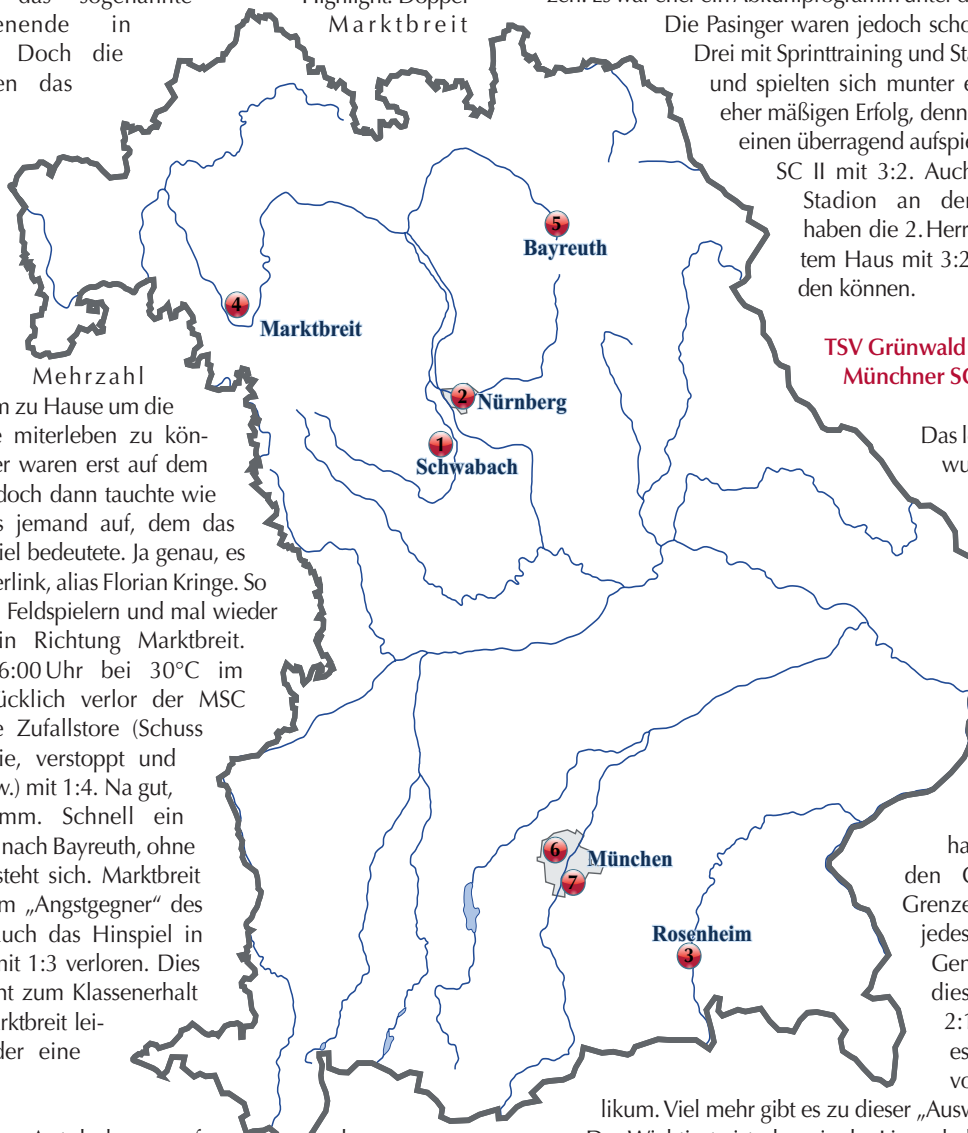 das sogenannte
enende in
Doch die
en das
Highlight: Doppel
Marktbreit
Mehrzahl
m zu Hause um die
e miterleben zu kön-
er waren erst auf dem
doch dann tauchte wie
s jemand auf, dem das
iel bedeutete. Ja genau, es
erlink, alias Florian Kringe. So
Feldspielern und mal wieder
in Richtung Marktbreit.
6:00 Uhr bei 30°C im
ücklich verlor der MSC
e Zufallstore (Schuss
ie, verstoppt und
w.) mit 1:4. Na gut,
mm. Schnell ein
nach Bayreuth, ohne
steht sich. Marktbreit
m „Angstgegner“ des
auch das Hinspiel in
mit 1:3 verloren. Dies
nt zum Klassenerhalt
rktbreit lei-
der eine
Die Pasinger waren jedoch scho
Drei mit Sprinttraining und Sta
und spielten sich munter e
eher mäßigen Erfolg, denn
einen überragend aufspie
SC II mit 3:2. Auch
Stadion an der
haben die 2. Herr
tem Haus mit 3:2
den können.
TSV Grünwald
Münchner SC
Das l
wu
ha
den G
Grenze
jedes
Gen
dies
2:1
es
vo
likum. Viel mehr gibt es zu dieser „Ausw
5
Bayreuth
4
Marktbreit
2
Nürnberg
1
Schwabach
6
München
7
Rosenheim
3